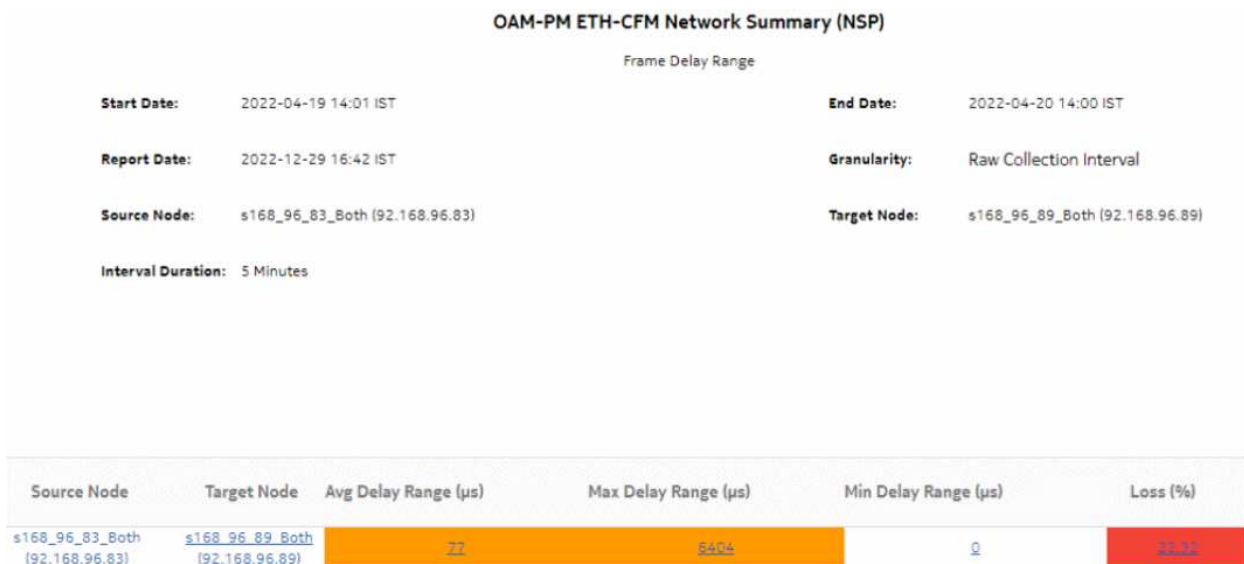 OAM-PM ETH-CFM Network Summary (NSP)
Frame Delay Range
Start Date: 2022-04-19 14:01 IST End Date: 2022-04-20 14:00 IST
Report Date: 2022-12-29 16:42 IST Granularity: Raw Collection Interval
Source Node: s168_96_83_Both (92.168.96.83) Target Node: s168_96_89_Both (92.168.96.89)
Interval Duration: 5 Minutes
Source Node Target Node Avg Delay Range (µs) Max Delay Range (µs) Min Delay Range (µs) Loss (%)
s168_96_83_Both s168_96_89_Both 77 6404 0
(92.168.96.83) (92.168.96.89)